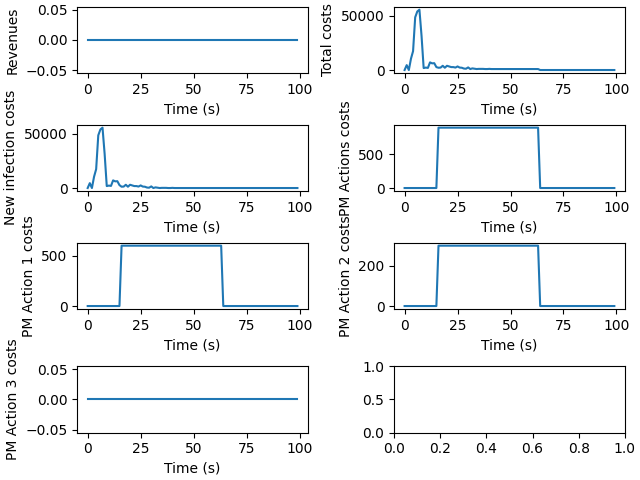 Revenues
0.05
0.00
−0.05
0 25 50 75 100
Time (s)
Total costs
50000
0
0 25 50 75 100
Time (s)
New infection costs
50000
0
0 25 50 75 100
Time (s)
PM Actions costs
500
0
0 25 50 75 100
Time (s)
PM Action 1 costs
500
0
0 25 50 75 100
Time (s)
PM Action 2 costs
200
0
0 25 50 75 100
Time (s)
PM Action 3 costs
0.05
0.00
−0.05
0 25 50 75 100
Time (s)
1.0
0.5
0.0
0.0 0.2 0.4 0.6 0.8 1.0